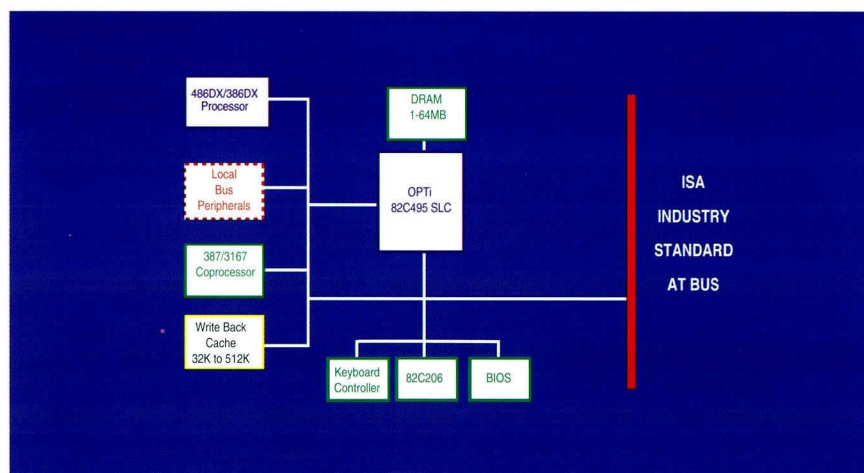 486DX/386DX
Processor
DRAM
1-64MB
Local
Bus
Peripherals
OPTi
82C495 SLC
387/3167
Coprocessor
Write Back
Cache
32K to 512K
Keyboard
Controller
82C206
BIOS
ISA
INDUSTRY
STANDARD
AT BUS